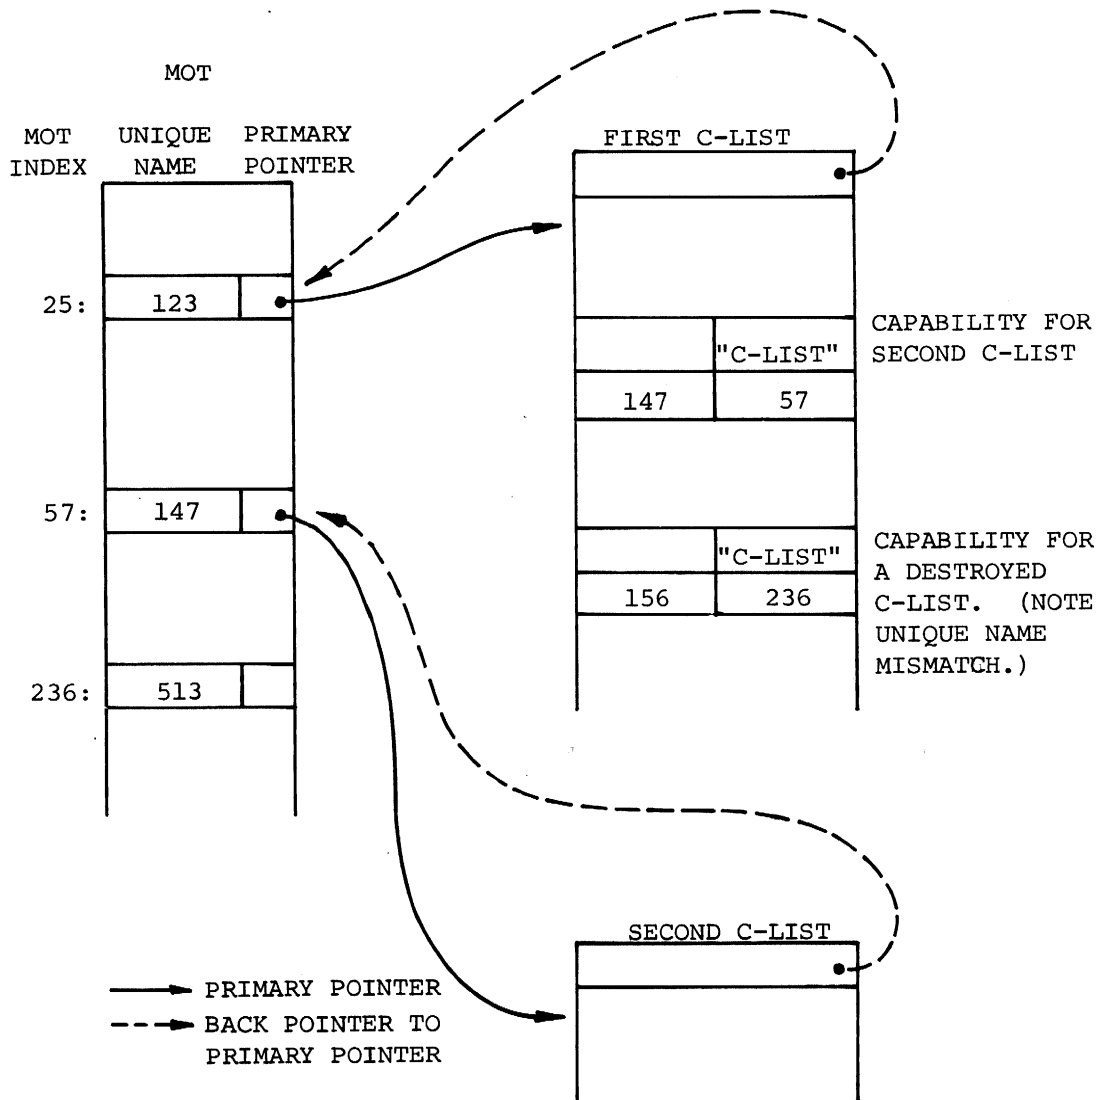 MOT
MOT UNIQUE PRIMARY
INDEX NAME POINTER
25: 123
57: 147
236: 513
FIRST C-LIST
"C-LIST"
147 57
CAPABILITY FOR
SECOND C-LIST
"C-LIST"
156 236
CAPABILITY FOR
A DESTROYED
C-LIST. (NOTE
UNIQUE NAME
MISMATCH.)
SECOND C-LIST
PRIMARY POINTER
BACK POINTER TO
PRIMARY POINTER